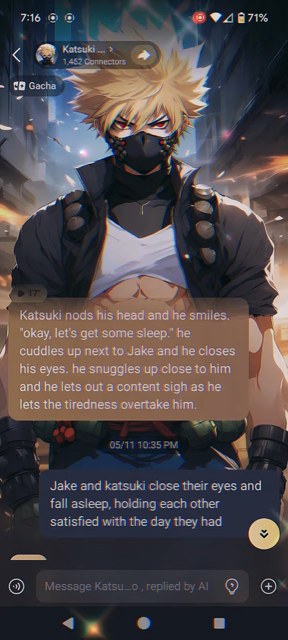 7:16
71%
Katsuki ... >
1,452 Connectors
Gacha
17"
Katsuki nods his head and he smiles.
"okay, let's get some sleep." he
cuddles up next to Jake and he closes
his eyes. he snuggles up close to him
and he lets out a content sigh as he
lets the tiredness overtake him.
05/11 10:35 PM
Jake and katsuki close their eyes and
fall asleep, holding each other
satisfied with the day they had
Message Katsu...o , replied by AI